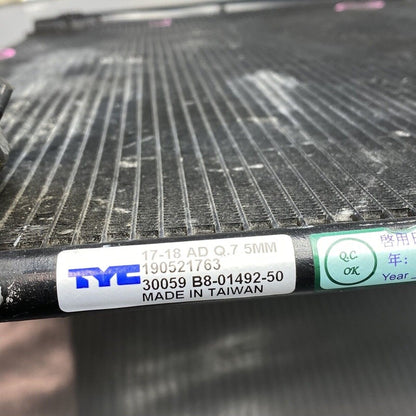 TYC
17-18 AD Q.7 5MM
190521763
30059 B8-01492-50
MADE IN TAIWAN
Q.C.
OK
啓用日
年:
Year